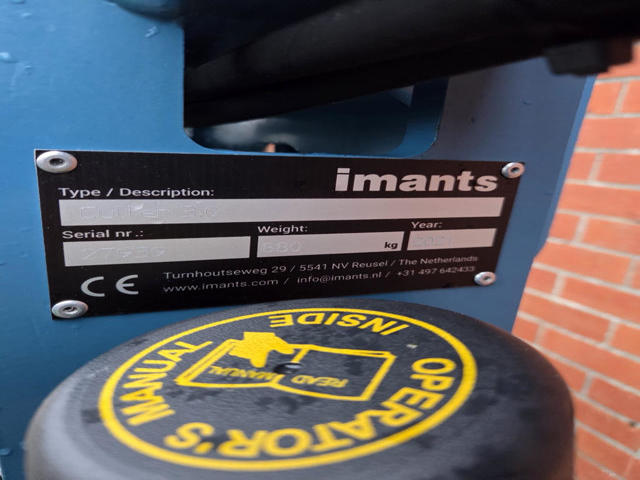 imants
Type / Description:
Serial nr .:
Weight:
Year:
kg
CE
Turnhoutseweg 29 / 5541 NV Reusel / The Netherlands
www.imants.com / info@imants.nl / +31 497 642433
OPERATOR'S MANUAL INSIDE
READ MANUAL